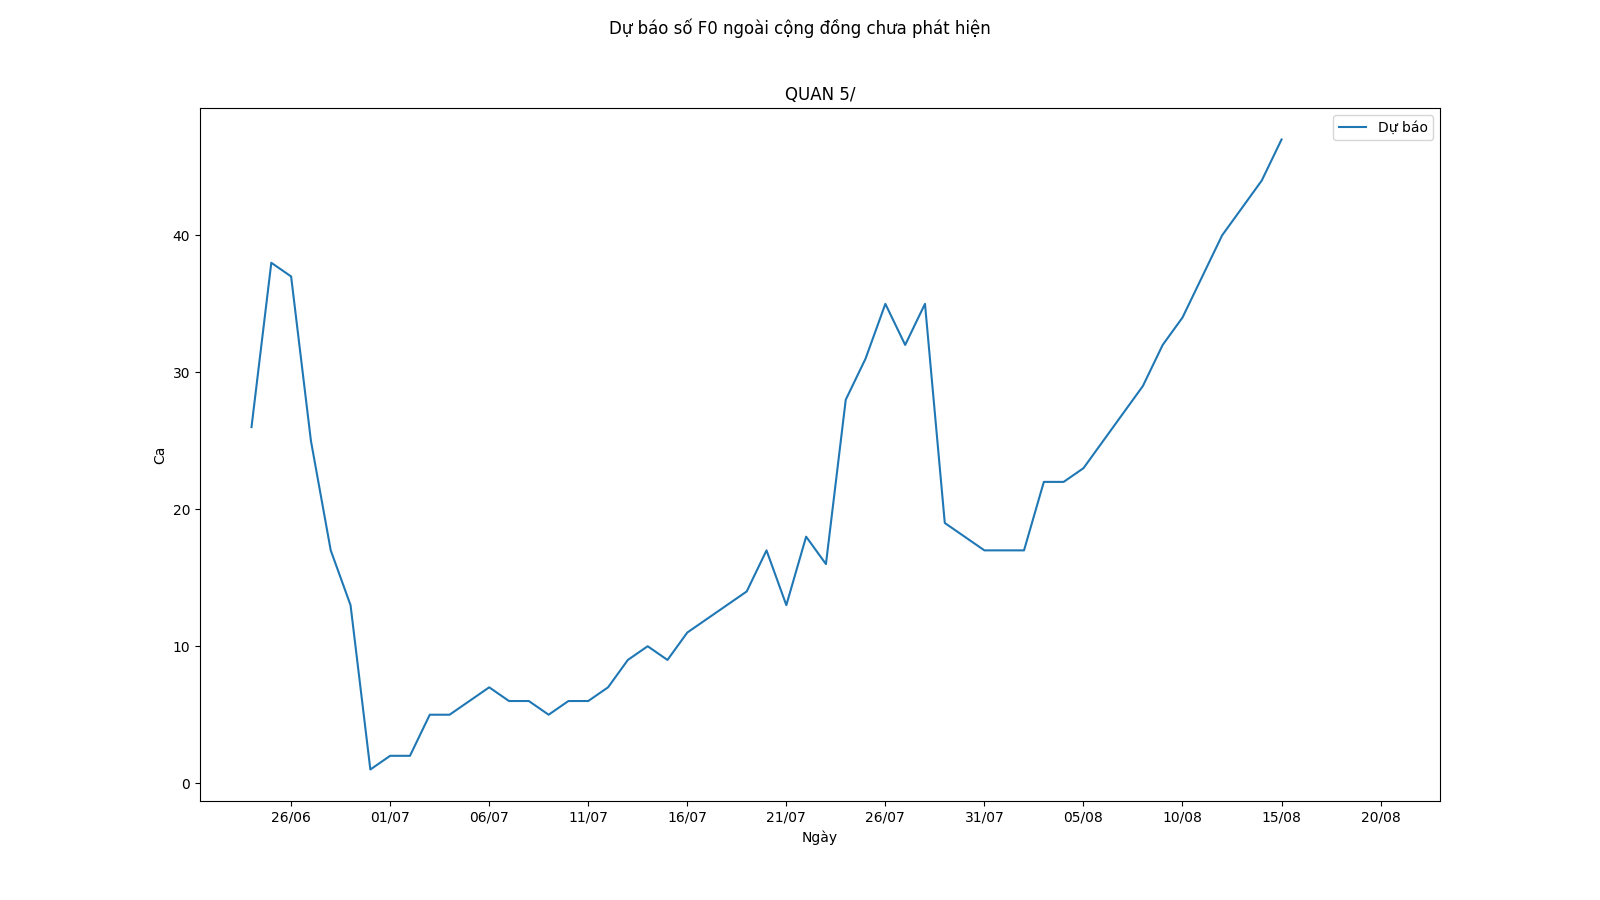 Dự báo số F0 ngoài cộng đồng chưa phát hiện
QUAN 5/
Dự báo
40
30
20
10
0
Ca
26/06 01/07 06/07 11/07 16/07 21/07 26/07 31/07 05/08 10/08 15/08 20/08
Ngày